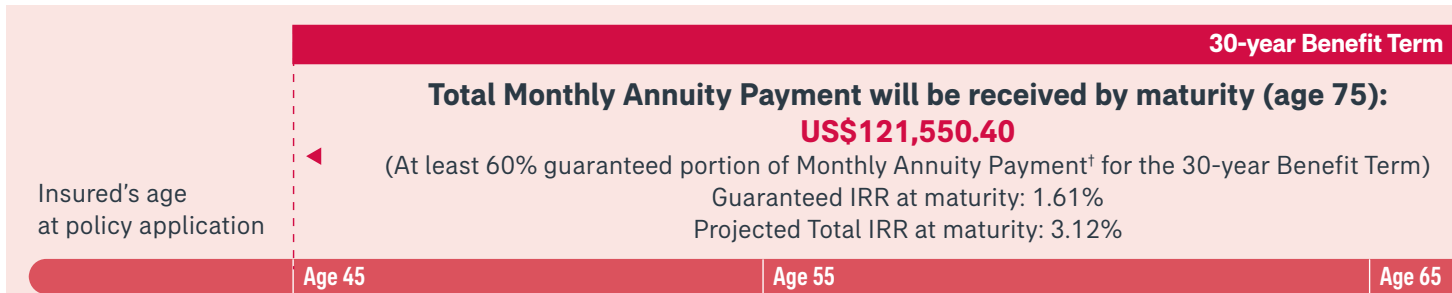 30-year Benefit Term
Total Monthly Annuity Payment will be received by maturity (age 75):
US$121,550.40
(At least 60% guaranteed portion of Monthly Annuity Payment† for the 30-year Benefit Term)
Guaranteed IRR at maturity: 1.61%
Projected Total IRR at maturity: 3.12%
Insured’s age
at policy application
Age 45
Age 55
Age 65